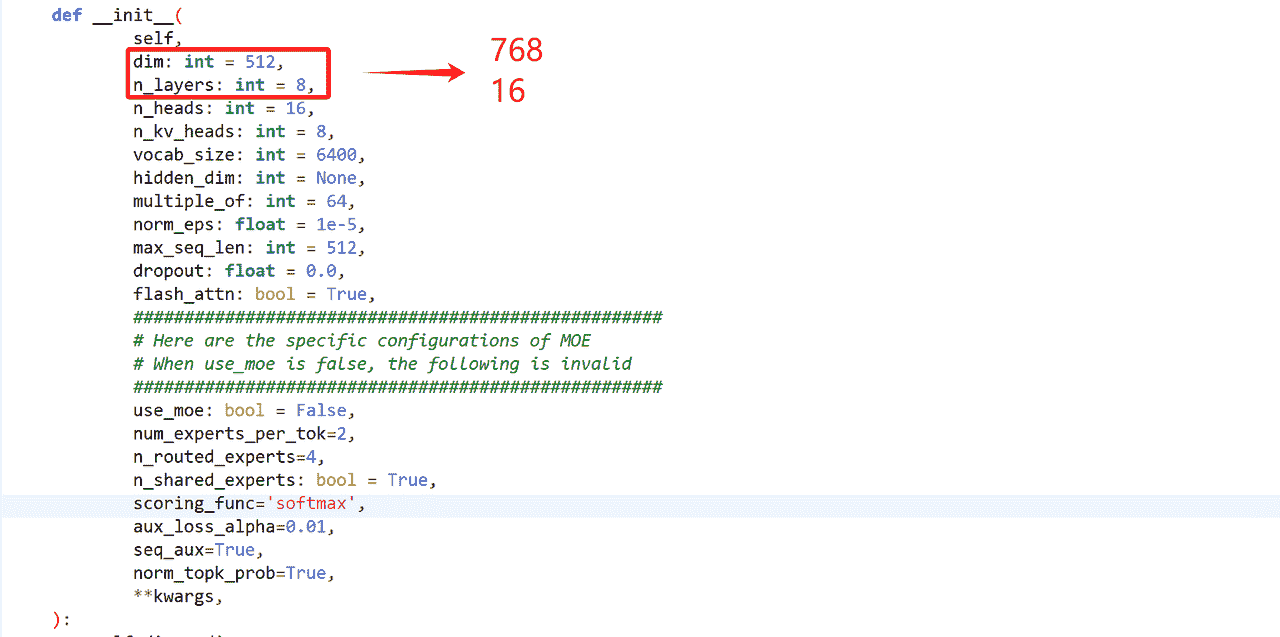 def __init__(
self,
dim: int = 512,
n_layers: int = 8,
768
16
n_heads: int = 16,
n_kv_heads: int = 8,
vocab_size: int = 6400,
hidden_dim: int = None,
multiple_of: int = 64,
norm_eps: float = 1e-5,
max_seq_len: int = 512,
dropout: float = 0.0,
flash_attn: bool = True,
####################################################
# Here are the specific configurations of MOE
# When use_moe is false, the following is invalid
####################################################
use_moe: bool = False,
num_experts_per_tok=2,
n_routed_experts=4,
n_shared_experts: bool = True,
scoring_func='softmax',
aux_loss_alpha=0.01,
seq_aux=True,
norm_topk_prob=True,
**kwargs,
):